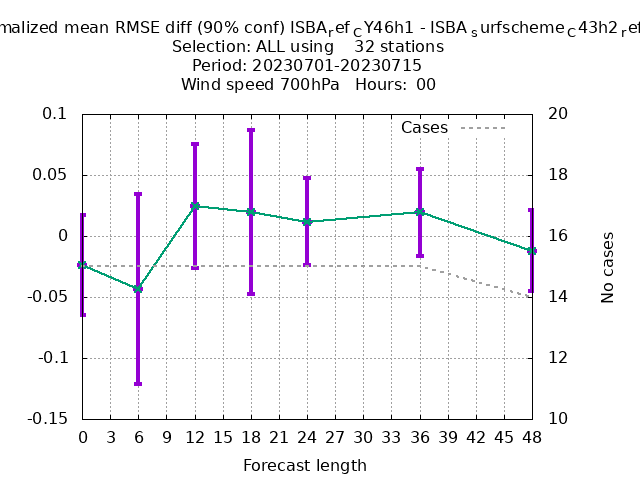 malized mean RMSE diff (90% conf) ISBArefCY46h1 - ISBAsurfschemeC43h2ref
Selection: ALL using 32 stations
Period: 20230701-20230715
Wind speed 700hPa Hours: 00
0.1 20
Cases
0.05 18
0 16
No cases
-0.05 14
-0.1 12
-0.15 10
0 3 6 9 12 15 18 21 24 27 30 33 36 39 42 45 48
Forecast length